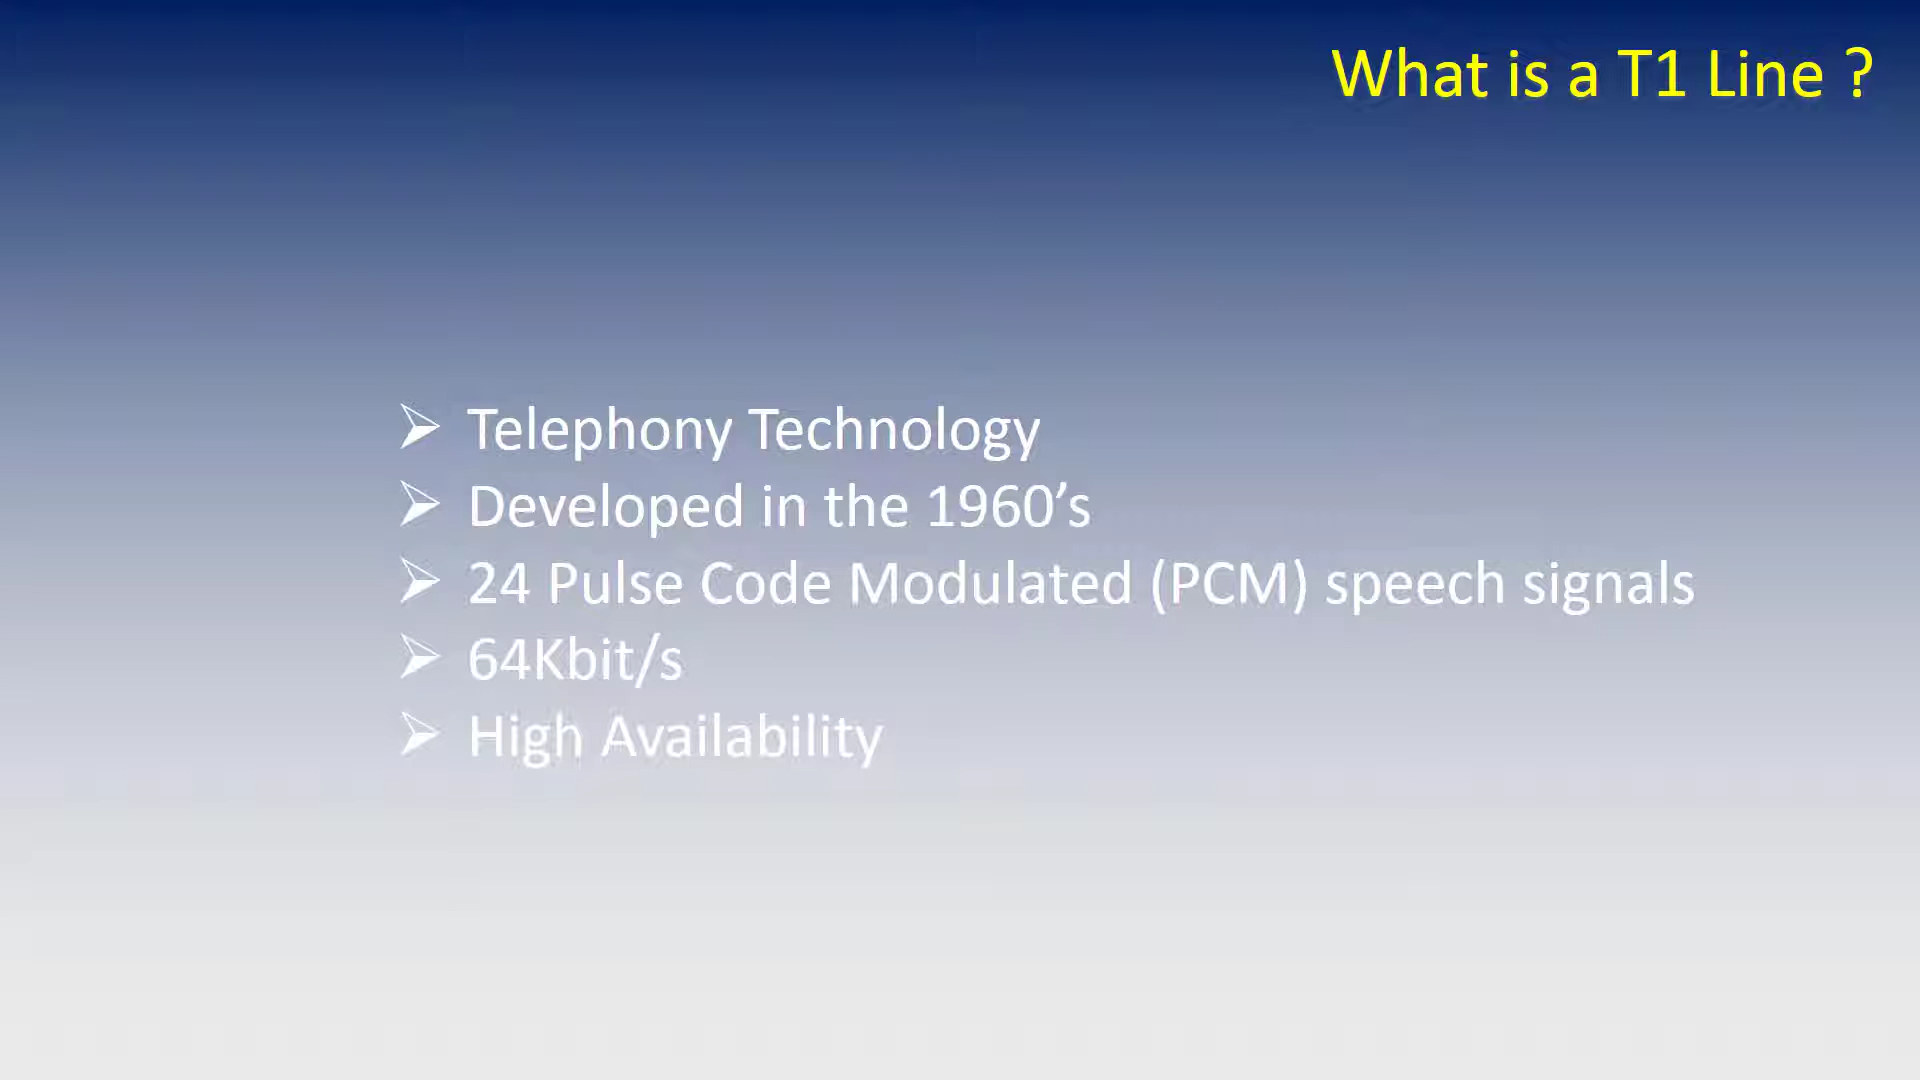 What is a T1 Line ?
Telephony Technology
Developed in the 1960’s
24 Pulse Code Modulated (PCM) speech signals
64Kbit/s
High Availability